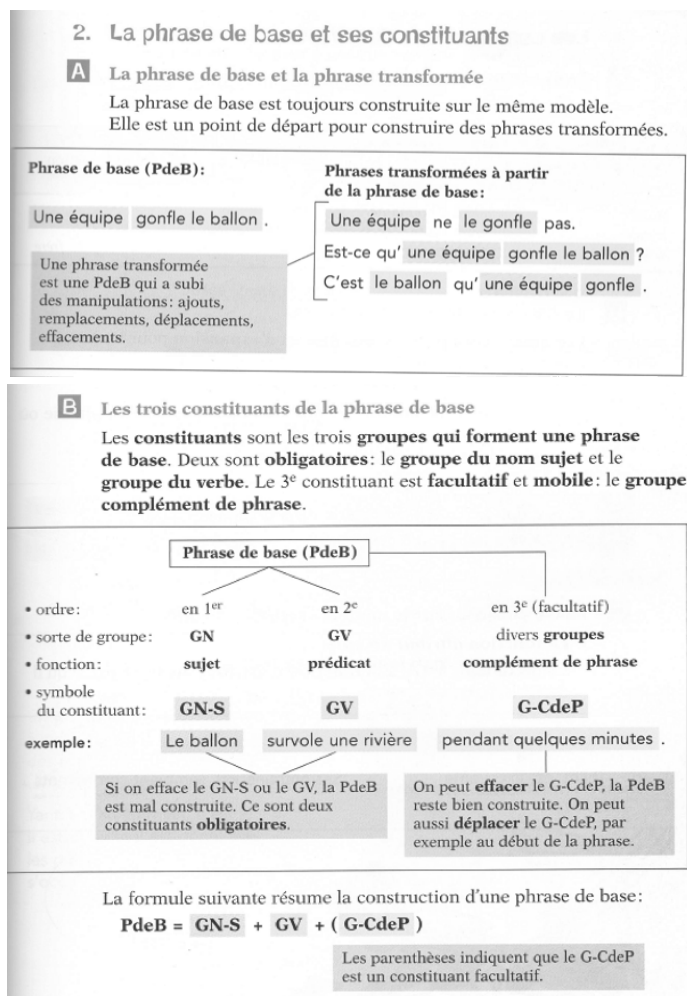 2. La phrase de base et ses constituants
A La phrase de base et la phrase transformée
La phrase de base est toujours construite sur le même modèle.
Elle est un point de départ pour construire des phrases transformées.
Phrase de base (PdeB):
Une équipe gonfle le ballon .
Une phrase transformée
est une PdeB qui a subi
des manipulations: ajouts,
remplacements, déplacements,
effacements.
Phrases transformées à partir
de la phrase de base:
Une équipe ne le gonfle pas.
Est-ce qu' une équipe gonfle le ballon ?
C'est le ballon qu' une équipe gonfle .
B Les trois constituants de la phrase de base
Les constituants sont les trois groupes qui forment une phrase
de base. Deux sont obligatoires: le groupe du nom sujet et le
groupe du verbe. Le 3e constituant est facultatif et mobile: le groupe
complément de phrase.
Phrase de base (PdeB)
• ordre: en 1er en 2e en 3e (facultatif)
• sorte de groupe: GN GV divers groupes
• fonction: sujet prédicat complément de phrase
• symbole
du constituant: GN-S GV G-CdeP
exemple: Le ballon survole une rivière pendant quelques minutes .
Si on efface le GN-S ou le GV, la PdeB
est mal construite. Ce sont deux
constituants obligatoires.
On peut effacer le G-CdeP, la PdeB
reste bien construite. On peut
aussi déplacer le G-CdeP, par
exemple au début de la phrase.
La formule suivante résume la construction d'une phrase de base:
PdeB = GN-S + GV + ( G-CdeP )
Les parenthèses indiquent que le G-CdeP
est un constituant facultatif.